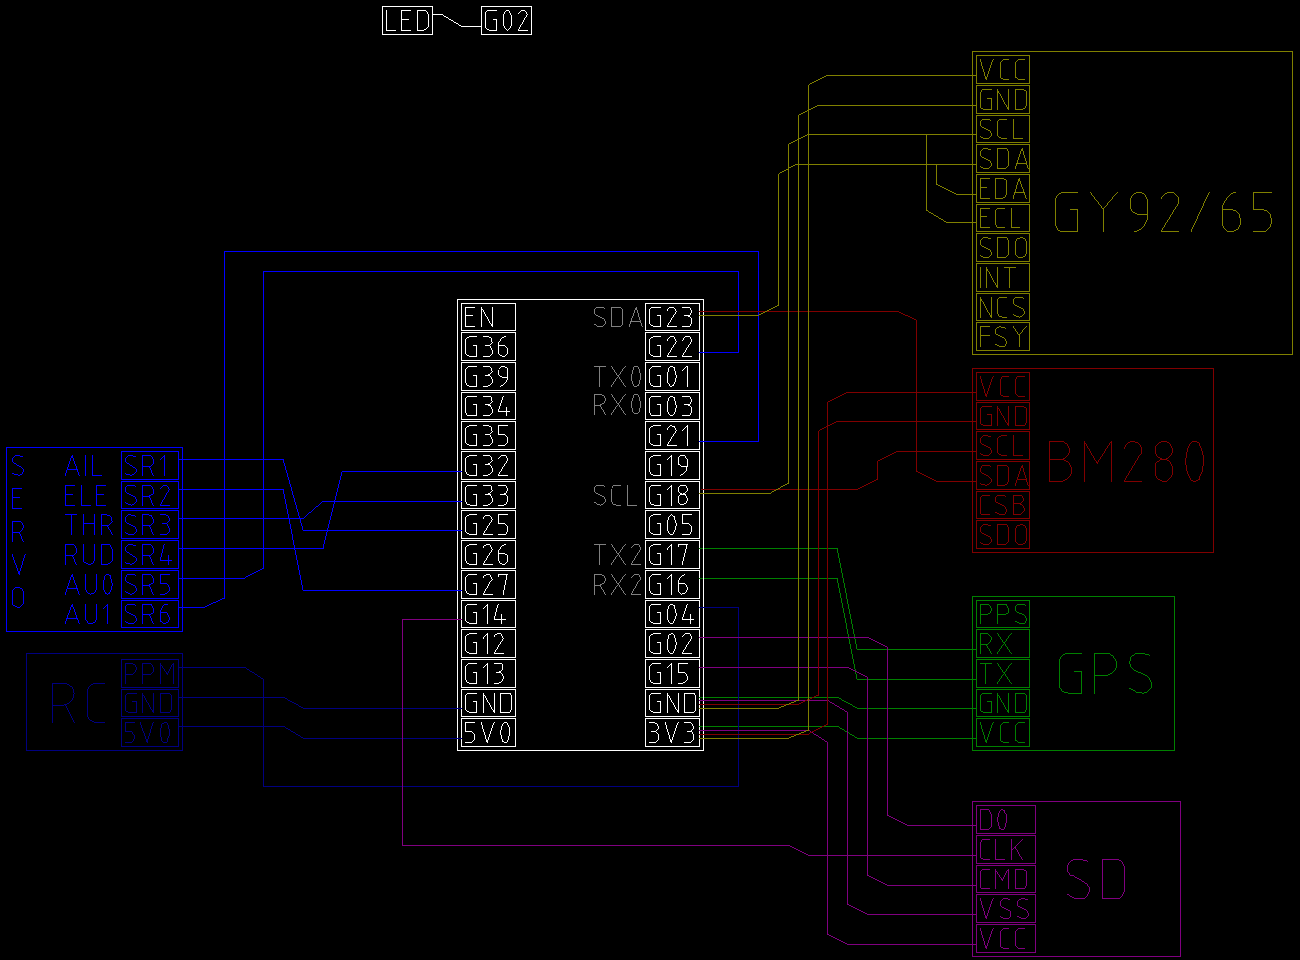 LED G02
VCC
GND
SCL
SDA
EDA
ECL
SDO
INT
NCS
FSY
GY92/65
EN SDA G23
G36 G22
G39 TX0 G01
G34 RX0 G03
G35 G21
G32 G19
G33 SCL G18
G25 G05
G26 TX2 G17
G27 RX2 G16
G14 G04
G12 G02
G13 G15
GND GND
5V0 3V3
VCC
GND
SCL
SDA
CSB
SDO
BM280
SERVO
AIL SR1
ELE SR2
THR SR3
RUD SR4
AU0 SR5
AU1 SR6
RC
PPM
GND
5V0
PPS
RX
TX
GND
VCC
GPS
D0
CLK
CMD
VSS
VCC
SD